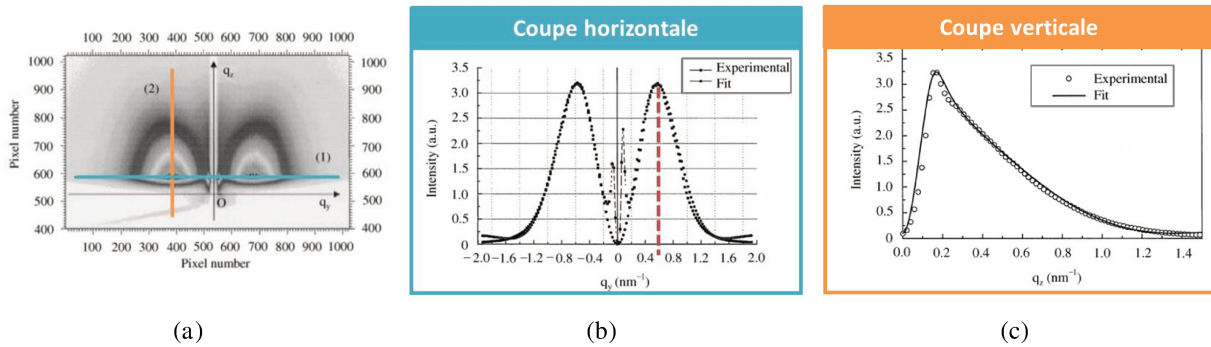 Coupe horizontale
Coupe verticale
100 200 300 400 500 600 700 800 900 1000
1000
900
800
700
600
500
400
Pixel number
1000
900
800
700
600
500
400
q_z
(2)
(1)
O
q_y
100 200 300 400 500 600 700 800 900 1000
Pixel number
3.5
3.0
2.5
2.0
1.5
1.0
0.5
0
Intensity (a.u.)
Experimental
Fit
−2.0 −1.6 −1.2 −0.8 −0.4 0 0.4 0.8 1.2 1.6 2.0
q_y (nm⁻¹)
3.5
3.0
2.5
2.0
1.5
1.0
0.5
0
Intensity (a.u.)
Experimental
Fit
0.0 0.2 0.4 0.6 0.8 1.0 1.2 1.4
q_z (nm⁻¹)
(a)
(b)
(c)